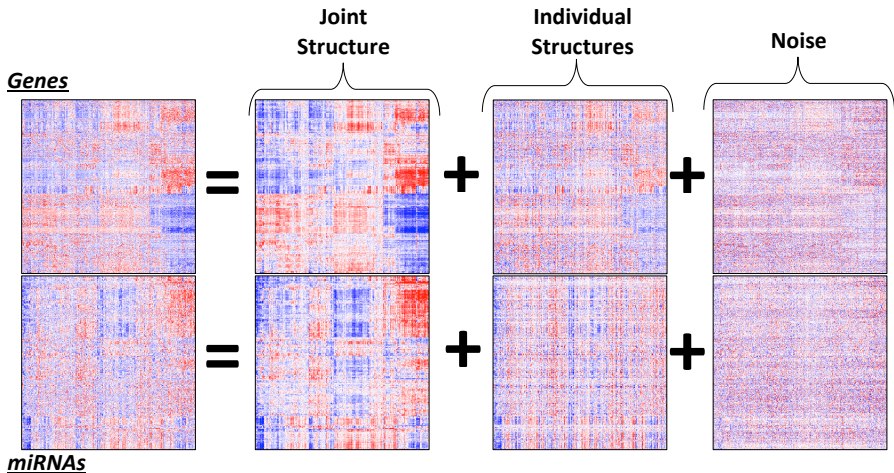 Joint
Structure
Individual
Structures
Noise
Genes
= + +
= + +
miRNAs